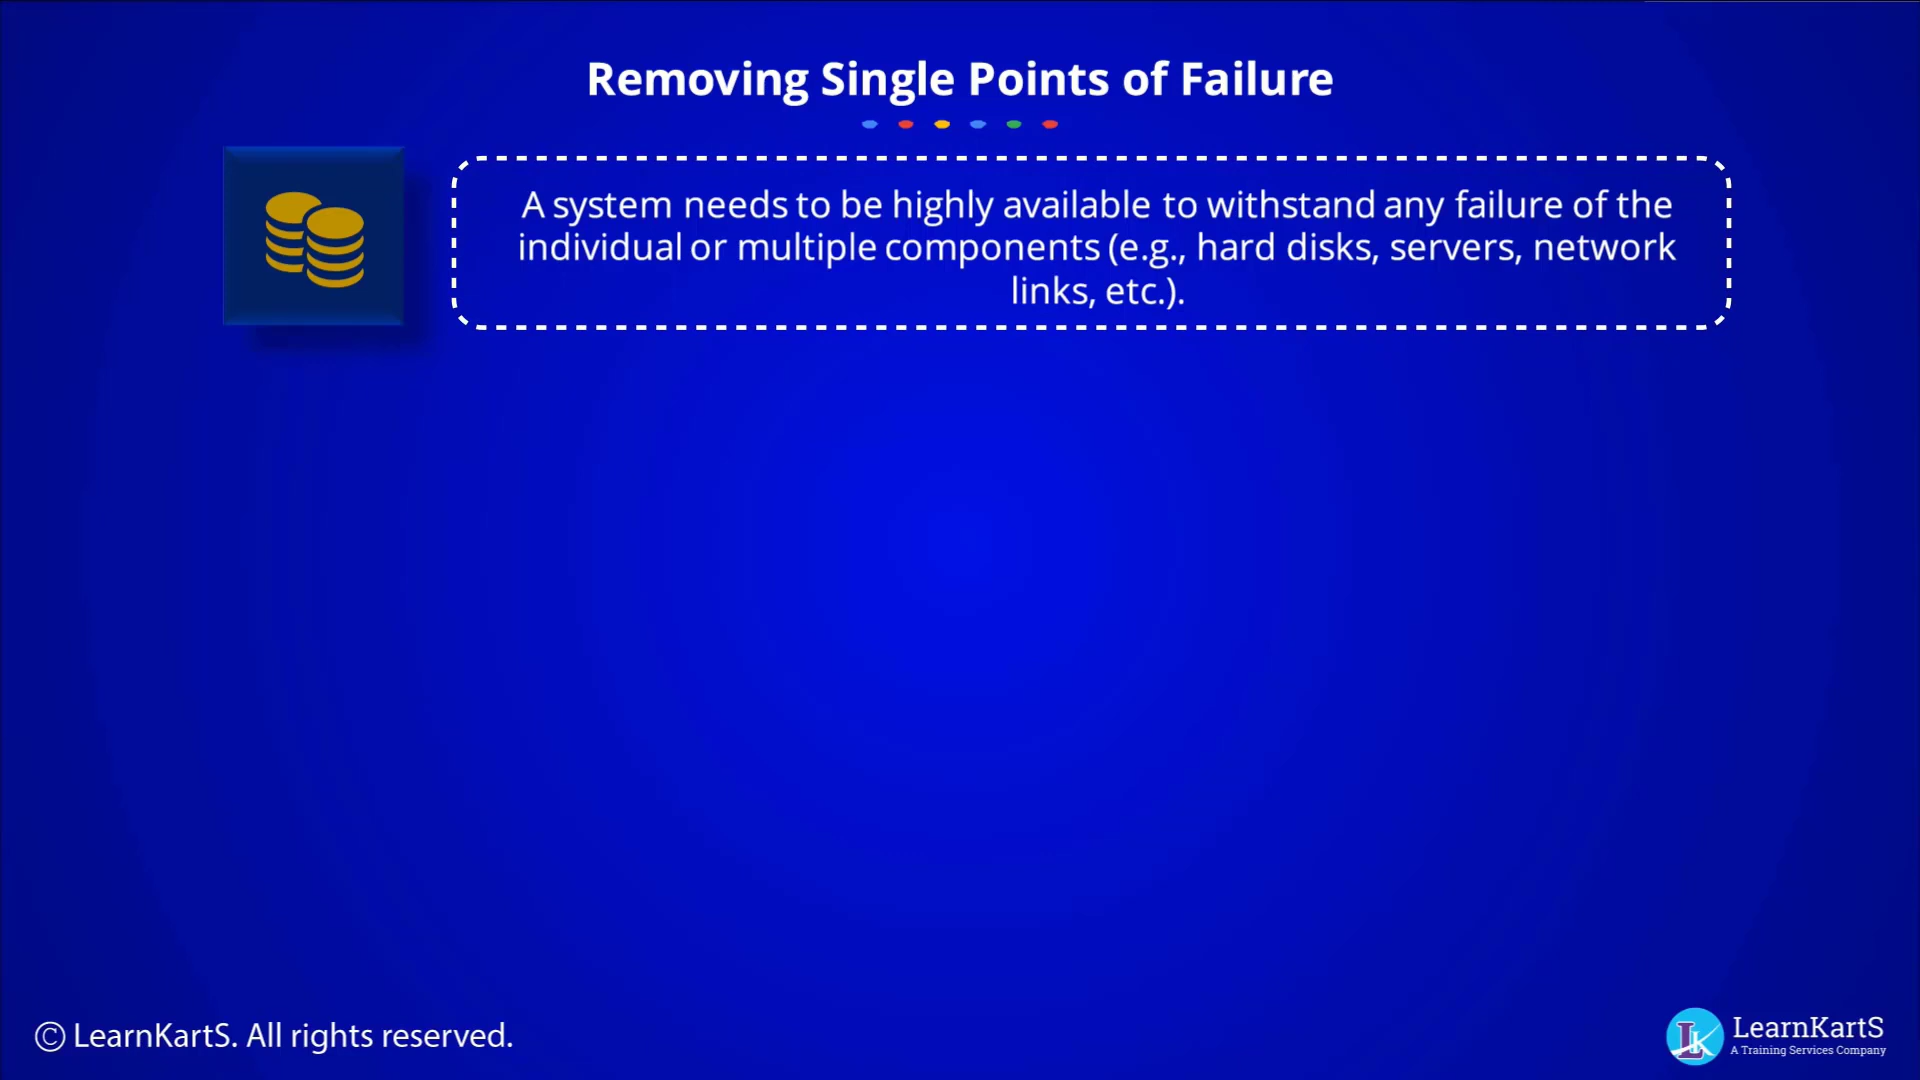 Removing Single Points of Failure
A system needs to be highly available to withstand any failure of the
individual or multiple components (e.g., hard disks, servers, network
links, etc.).
© LearnKartS. All rights reserved.
LearnKartS
A Training Services Company